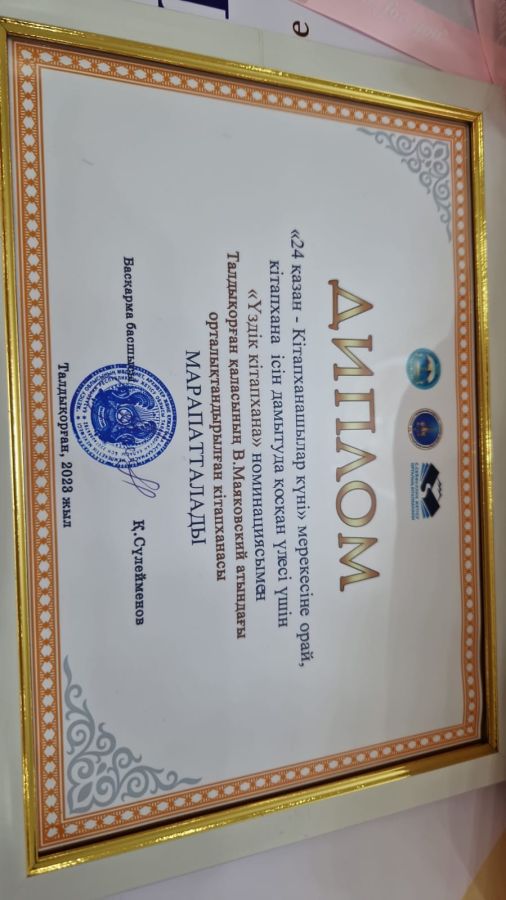 ДИПЛОМ
«24 қазан - Кітапханашылар күні» мерекесіне орай,
кітапхана ісін дамытуда қосқан үлесі үшін
«Үздік кітапхана» номинациясымен
Талдықорған қаласының В.Маяковский атындағы
орталықтандырылған кітапханасы
МАРАПАТТАЛАДЫ
Басқарма басшысы
Қ.Сүлейменов
Талдықорған, 2023 жыл